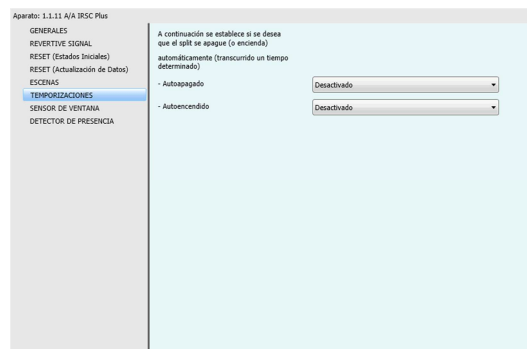 Aparato: 1.1.11 A/A IRSC Plus
GENERALES
REVERTIVE SIGNAL
RESET (Estados Iniciales)
RESET (Actualización de Datos)
ESCENAS
TEMPORIZACIONES
SENSOR DE VENTANA
DETECTOR DE PRESENCIA
A continuación se establece si se desea
que el split se apague (o encienda)
automáticamente (transcurrido un tiempo
determinado)
- Autoapagado
Desactivado
- Autoencendido
Desactivado